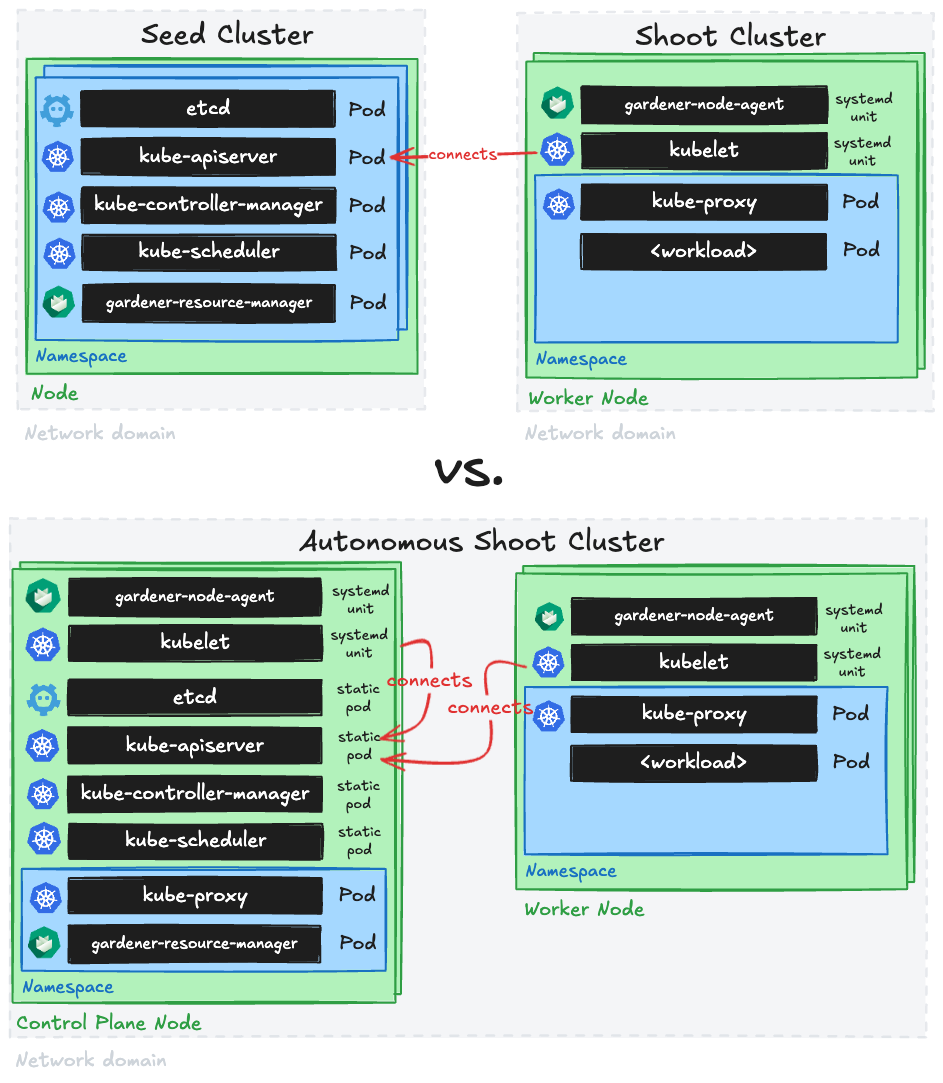 Seed Cluster
etcd
Pod
kube-apiserver
Pod
kube-controller-manager
Pod
kube-scheduler
Pod
gardener-resource-manager
Pod
Namespace
Node
Network domain
connects
Shoot Cluster
gardener-node-agent
systemd
unit
kubelet
systemd
unit
kube-proxy
Pod
<workload>
Pod
Namespace
Worker Node
Network domain
vs.
Autonomous Shoot Cluster
gardener-node-agent
systemd
unit
kubelet
systemd
unit
etcd
static
pod
kube-apiserver
static
pod
kube-controller-manager
static
pod
kube-scheduler
static
pod
kube-proxy
Pod
gardener-resource-manager
Pod
Namespace
Control Plane Node
Network domain
connects
connects
gardener-node-agent
systemd
unit
kubelet
systemd
unit
kube-proxy
Pod
<workload>
Pod
Namespace
Worker Node